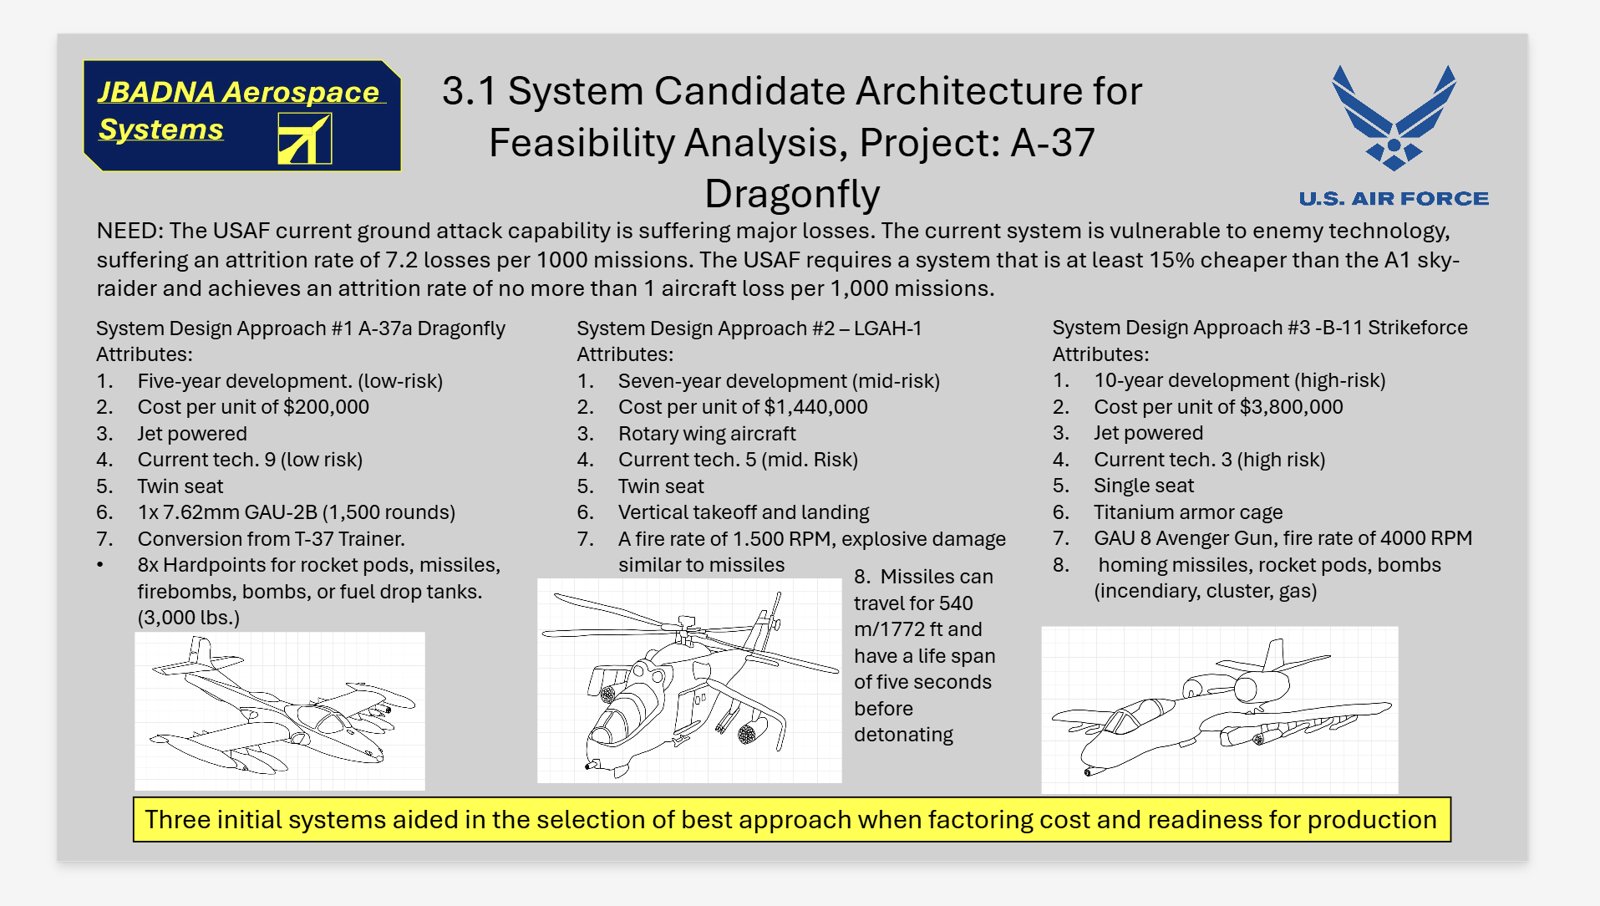 JBADNA Aerospace
Systems
3.1 System Candidate Architecture for
Feasibility Analysis, Project: A-37
Dragonfly
U.S. AIR FORCE
NEED: The USAF current ground attack capability is suffering major losses. The current system is vulnerable to enemy technology,
suffering an attrition rate of 7.2 losses per 1000 missions. The USAF requires a system that is at least 15% cheaper than the A1 sky-
raider and achieves an attrition rate of no more than 1 aircraft loss per 1,000 missions.
System Design Approach #1 A-37a Dragonfly
Attributes:
1. Five-year development. (low-risk)
2. Cost per unit of $200,000
3. Jet powered
4. Current tech. 9 (low risk)
5. Twin seat
6. 1x 7.62mm GAU-2B (1,500 rounds)
7. Conversion from T-37 Trainer.
• 8x Hardpoints for rocket pods, missiles,
firebombs, bombs, or fuel drop tanks.
(3,000 lbs.)
System Design Approach #2 – LGAH-1
Attributes:
1. Seven-year development (mid-risk)
2. Cost per unit of $1,440,000
3. Rotary wing aircraft
4. Current tech. 5 (mid. Risk)
5. Twin seat
6. Vertical takeoff and landing
7. A fire rate of 1.500 RPM, explosive damage
similar to missiles
8. Missiles can
travel for 540
m/1772 ft and
have a life span
of five seconds
before
detonating
System Design Approach #3 -B-11 Strikeforce
Attributes:
1. 10-year development (high-risk)
2. Cost per unit of $3,800,000
3. Jet powered
4. Current tech. 3 (high risk)
5. Single seat
6. Titanium armor cage
7. GAU 8 Avenger Gun, fire rate of 4000 RPM
8. homing missiles, rocket pods, bombs
(incendiary, cluster, gas)
Three initial systems aided in the selection of best approach when factoring cost and readiness for production